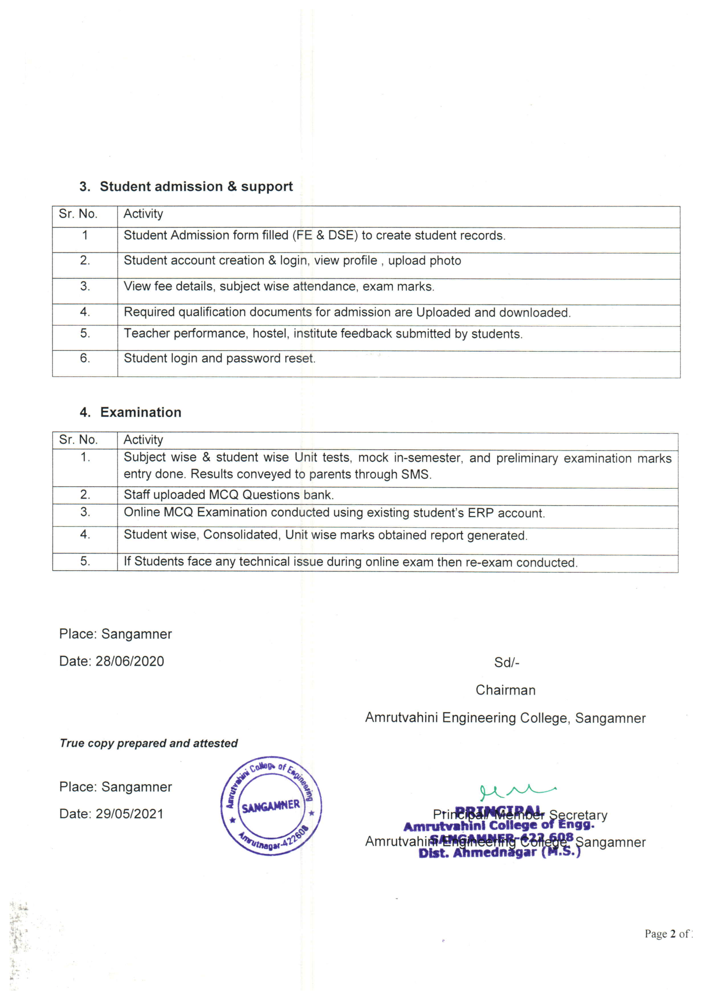 3. Student admission & support
Sr. No. Activity
1 Student Admission form filled (FE & DSE) to create student records.
2. Student account creation & login, view profile , upload photo
3. View fee details, subject wise attendance, exam marks.
4. Required qualification documents for admission are Uploaded and downloaded.
5. Teacher performance, hostel, institute feedback submitted by students.
6. Student login and password reset.
4. Examination
Sr. No. Activity
1. Subject wise & student wise Unit tests, mock in-semester, and preliminary examination marks
entry done. Results conveyed to parents through SMS.
2. Staff uploaded MCQ Questions bank.
3. Online MCQ Examination conducted using existing student's ERP account.
4. Student wise, Consolidated, Unit wise marks obtained report generated.
5. If Students face any technical issue during online exam then re-exam conducted.
Place: Sangamner
Date: 28/06/2020
Sd/-
Chairman
Amrutvahini Engineering College, Sangamner
True copy prepared and attested
Place: Sangamner
Date: 29/05/2021
Amrutvahini College of Engineering
SANGAMNER
Amrutnagar-422608
Principal/ Member Secretary
Amrutvahini Engineering College, Sangamner
PRINCIPAL
Amrutvahini College of Engg.
SANGAMNER-422 608
Dist. Ahmednagar (M.S.)
Page 2 of